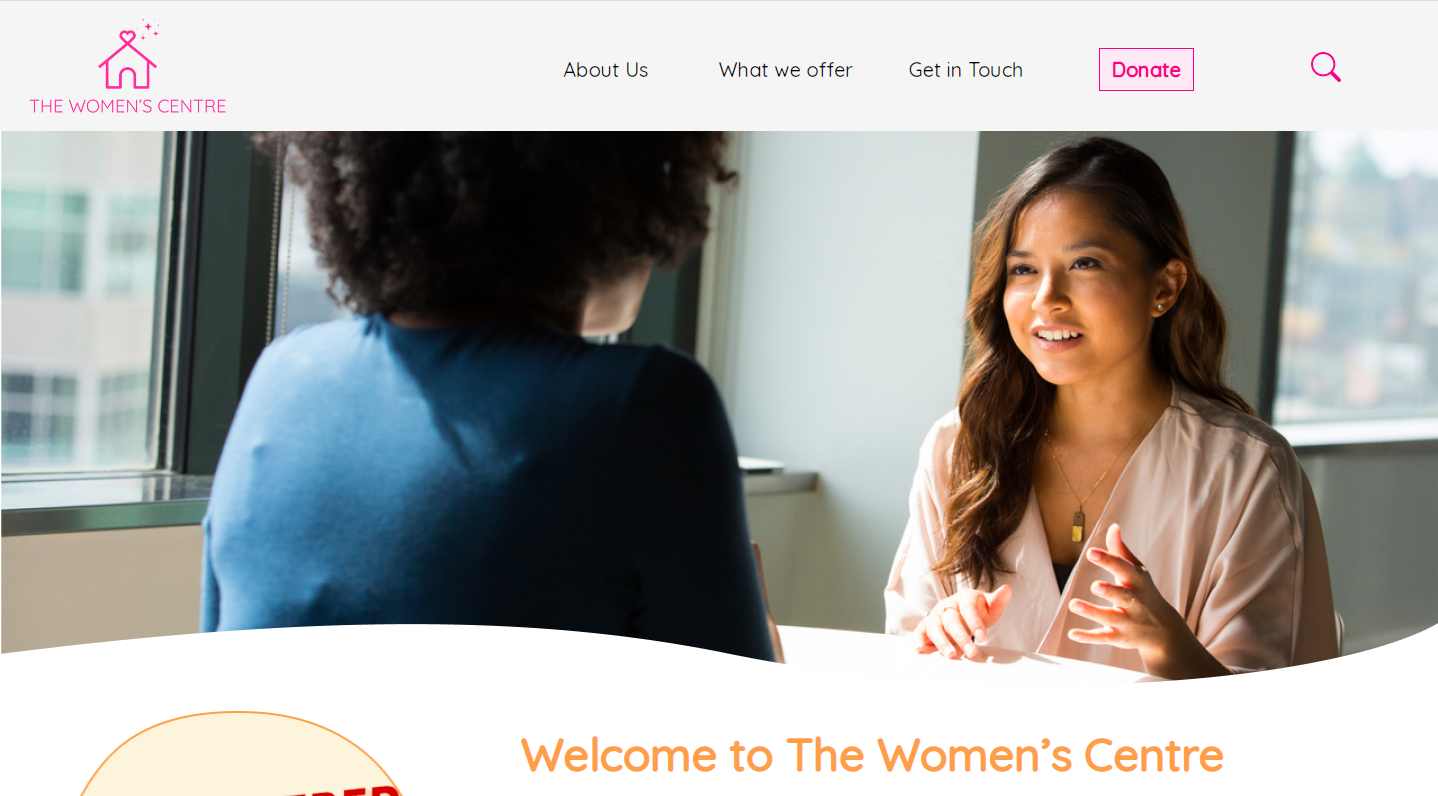 THE WOMEN'S CENTRE
About Us
What we offer
Get in Touch
Donate
Welcome to The Women's Centre